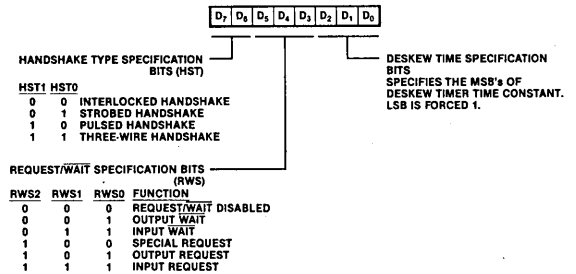 D7 D6 D5 D4 D3 D2 D1 D0
HANDSHAKE TYPE SPECIFICATION
BITS (HST)
HST1 HST0
0 0 INTERLOCKED HANDSHAKE
0 1 STROBED HANDSHAKE
1 0 PULSED HANDSHAKE
1 1 THREE-WIRE HANDSHAKE
DESKEW TIME SPECIFICATION
BITS
SPECIFIES THE MSB's OF
DESKEW TIMER TIME CONSTANT.
LSB IS FORCED 1.
REQUEST/WAIT SPECIFICATION BITS
(RWS)
RWS2 RWS1 RWS0 FUNCTION
0 0 0 REQUEST/WAIT DISABLED
0 0 1 OUTPUT WAIT
0 1 1 INPUT WAIT
1 0 0 SPECIAL REQUEST
1 0 1 OUTPUT REQUEST
1 1 1 INPUT REQUEST